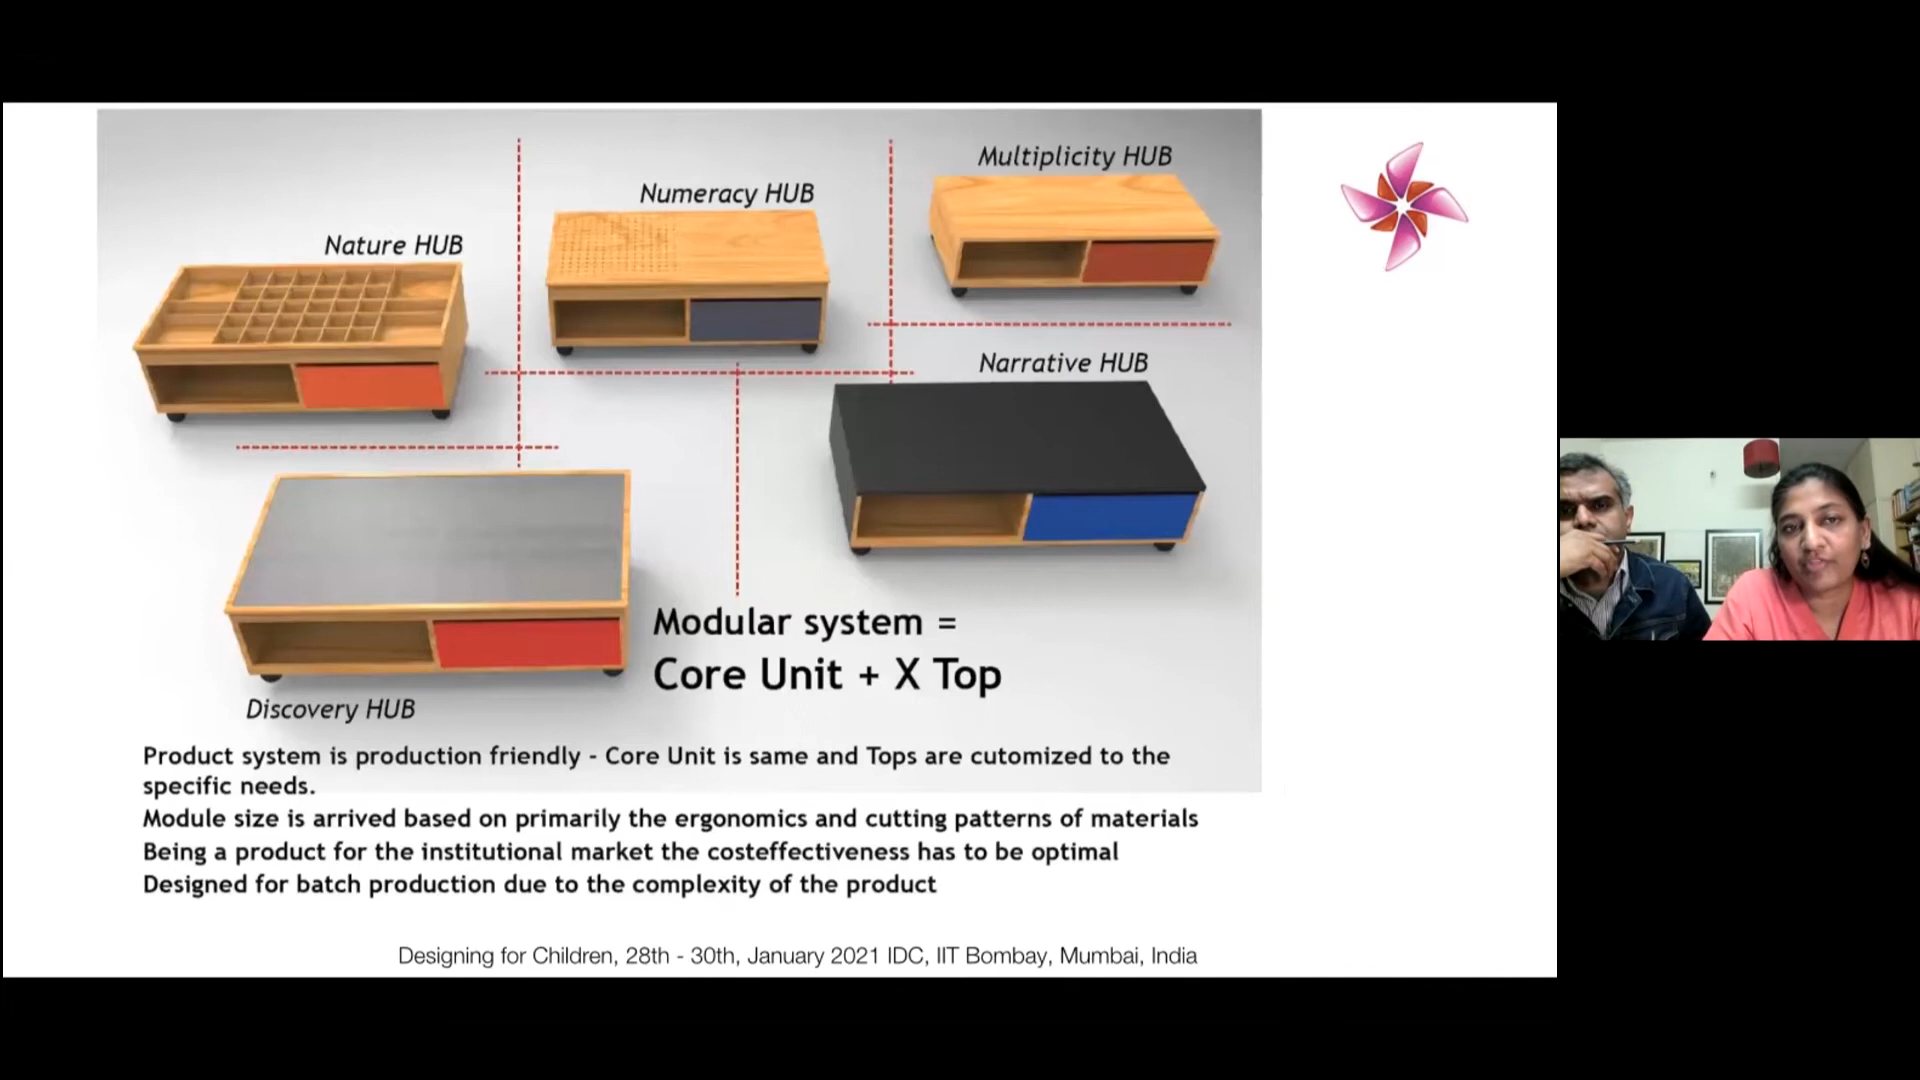 Multiplicity HUB
Numeracy HUB
Nature HUB
Narrative HUB
Modular system =
Core Unit + X Top
Discovery HUB
Product system is production friendly - Core Unit is same and Tops are cutomized to the
specific needs.
Module size is arrived based on primarily the ergonomics and cutting patterns of materials
Being a product for the institutional market the costeffectiveness has to be optimal
Designed for batch production due to the complexity of the product
Designing for Children, 28th - 30th, January 2021 IDC, IIT Bombay, Mumbai, India